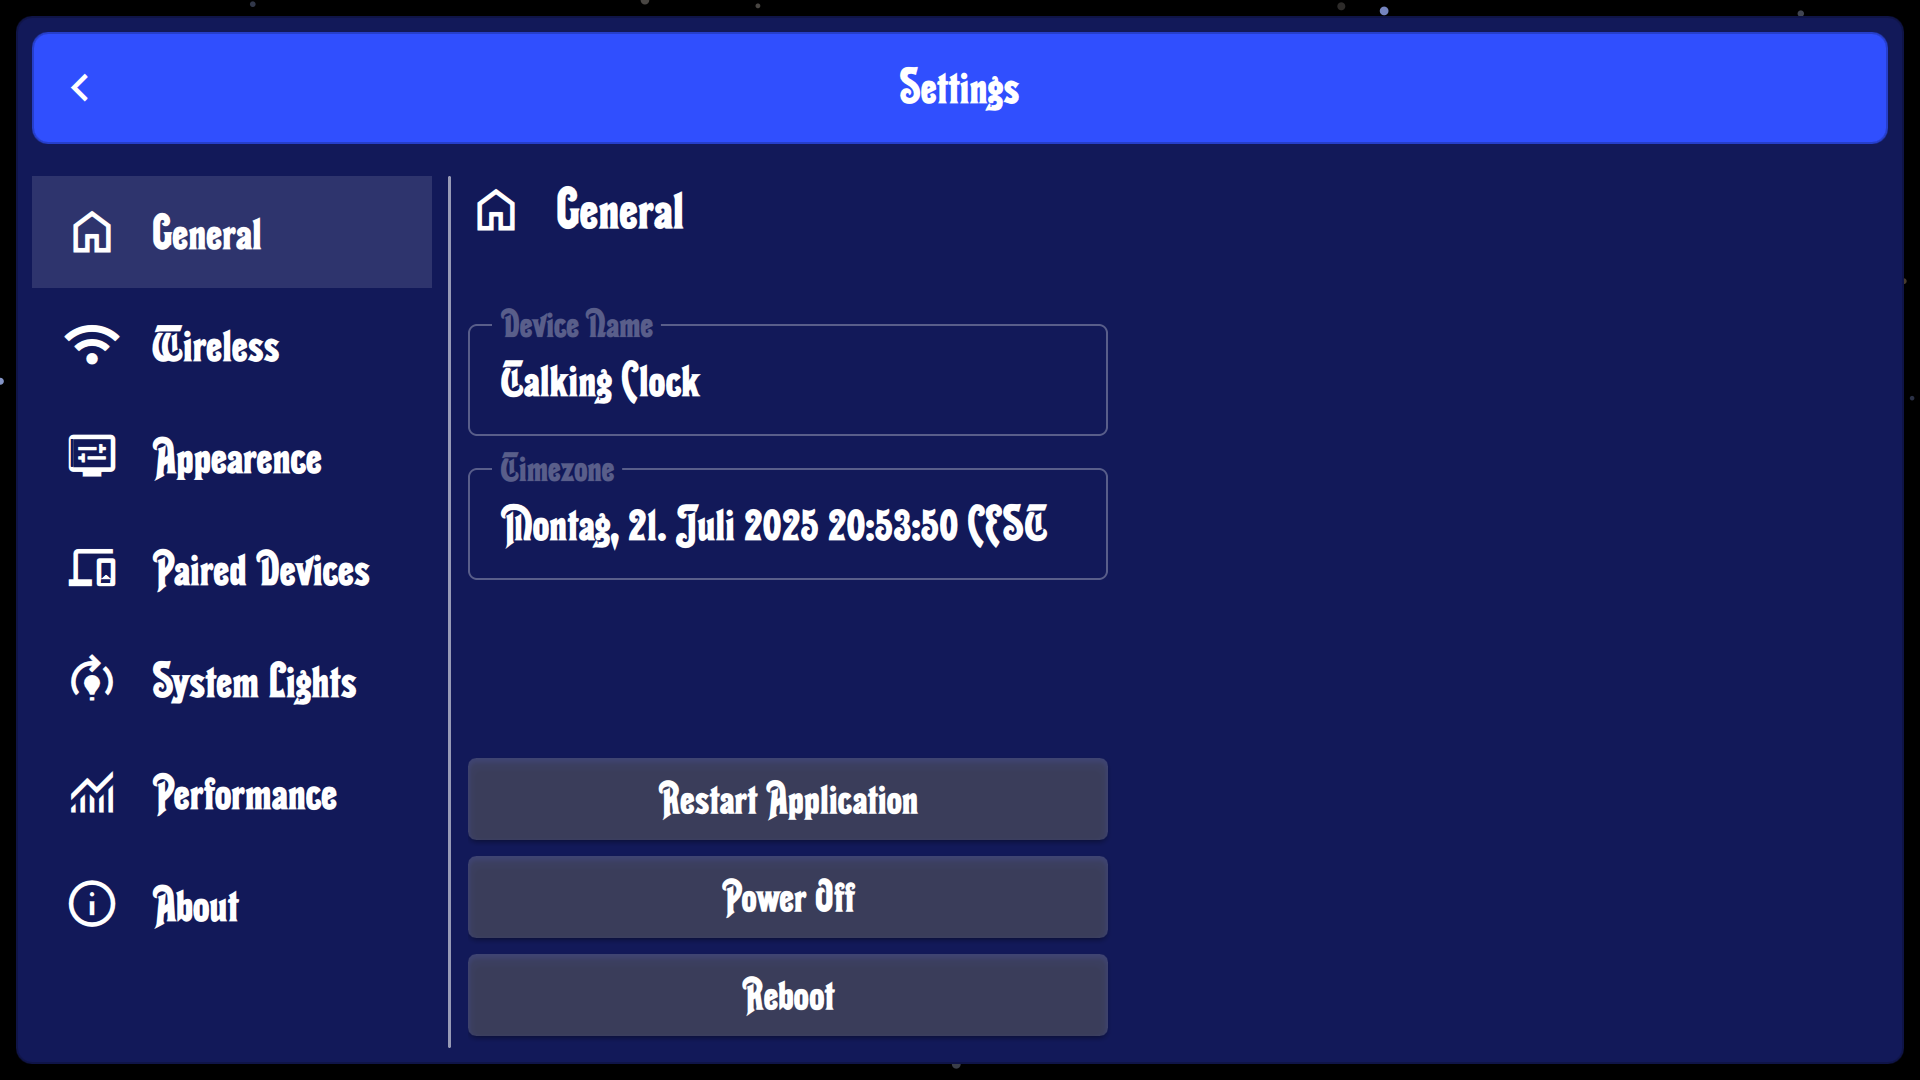 Settings
General
Wireless
Appearence
Paired Devices
System Lights
Performance
About
General
Device Name
Talking Clock
Timezone
Montag, 21. Juli 2025 20:53:50 CEST
Restart Application
Power Off
Reboot